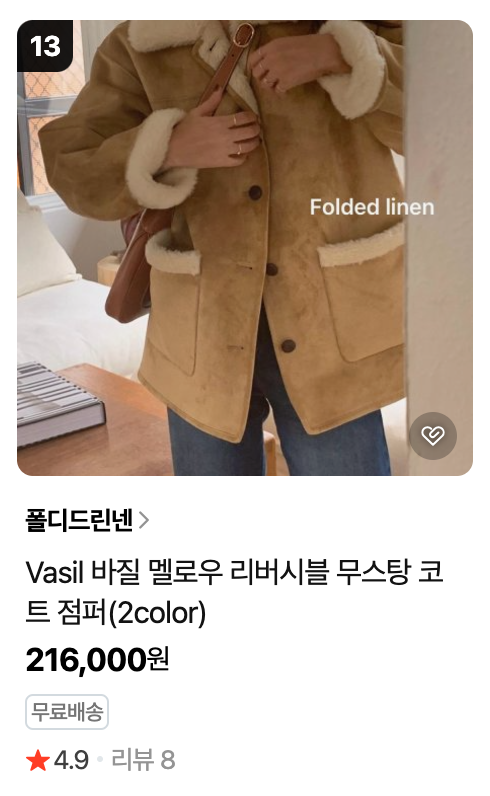 13
Folded linen
폴디드린넨
Vasil 바질 멜로우 리버시블 무스탕 코
트 점퍼(2color)
216,000원
무료배송
4.9 리뷰 8